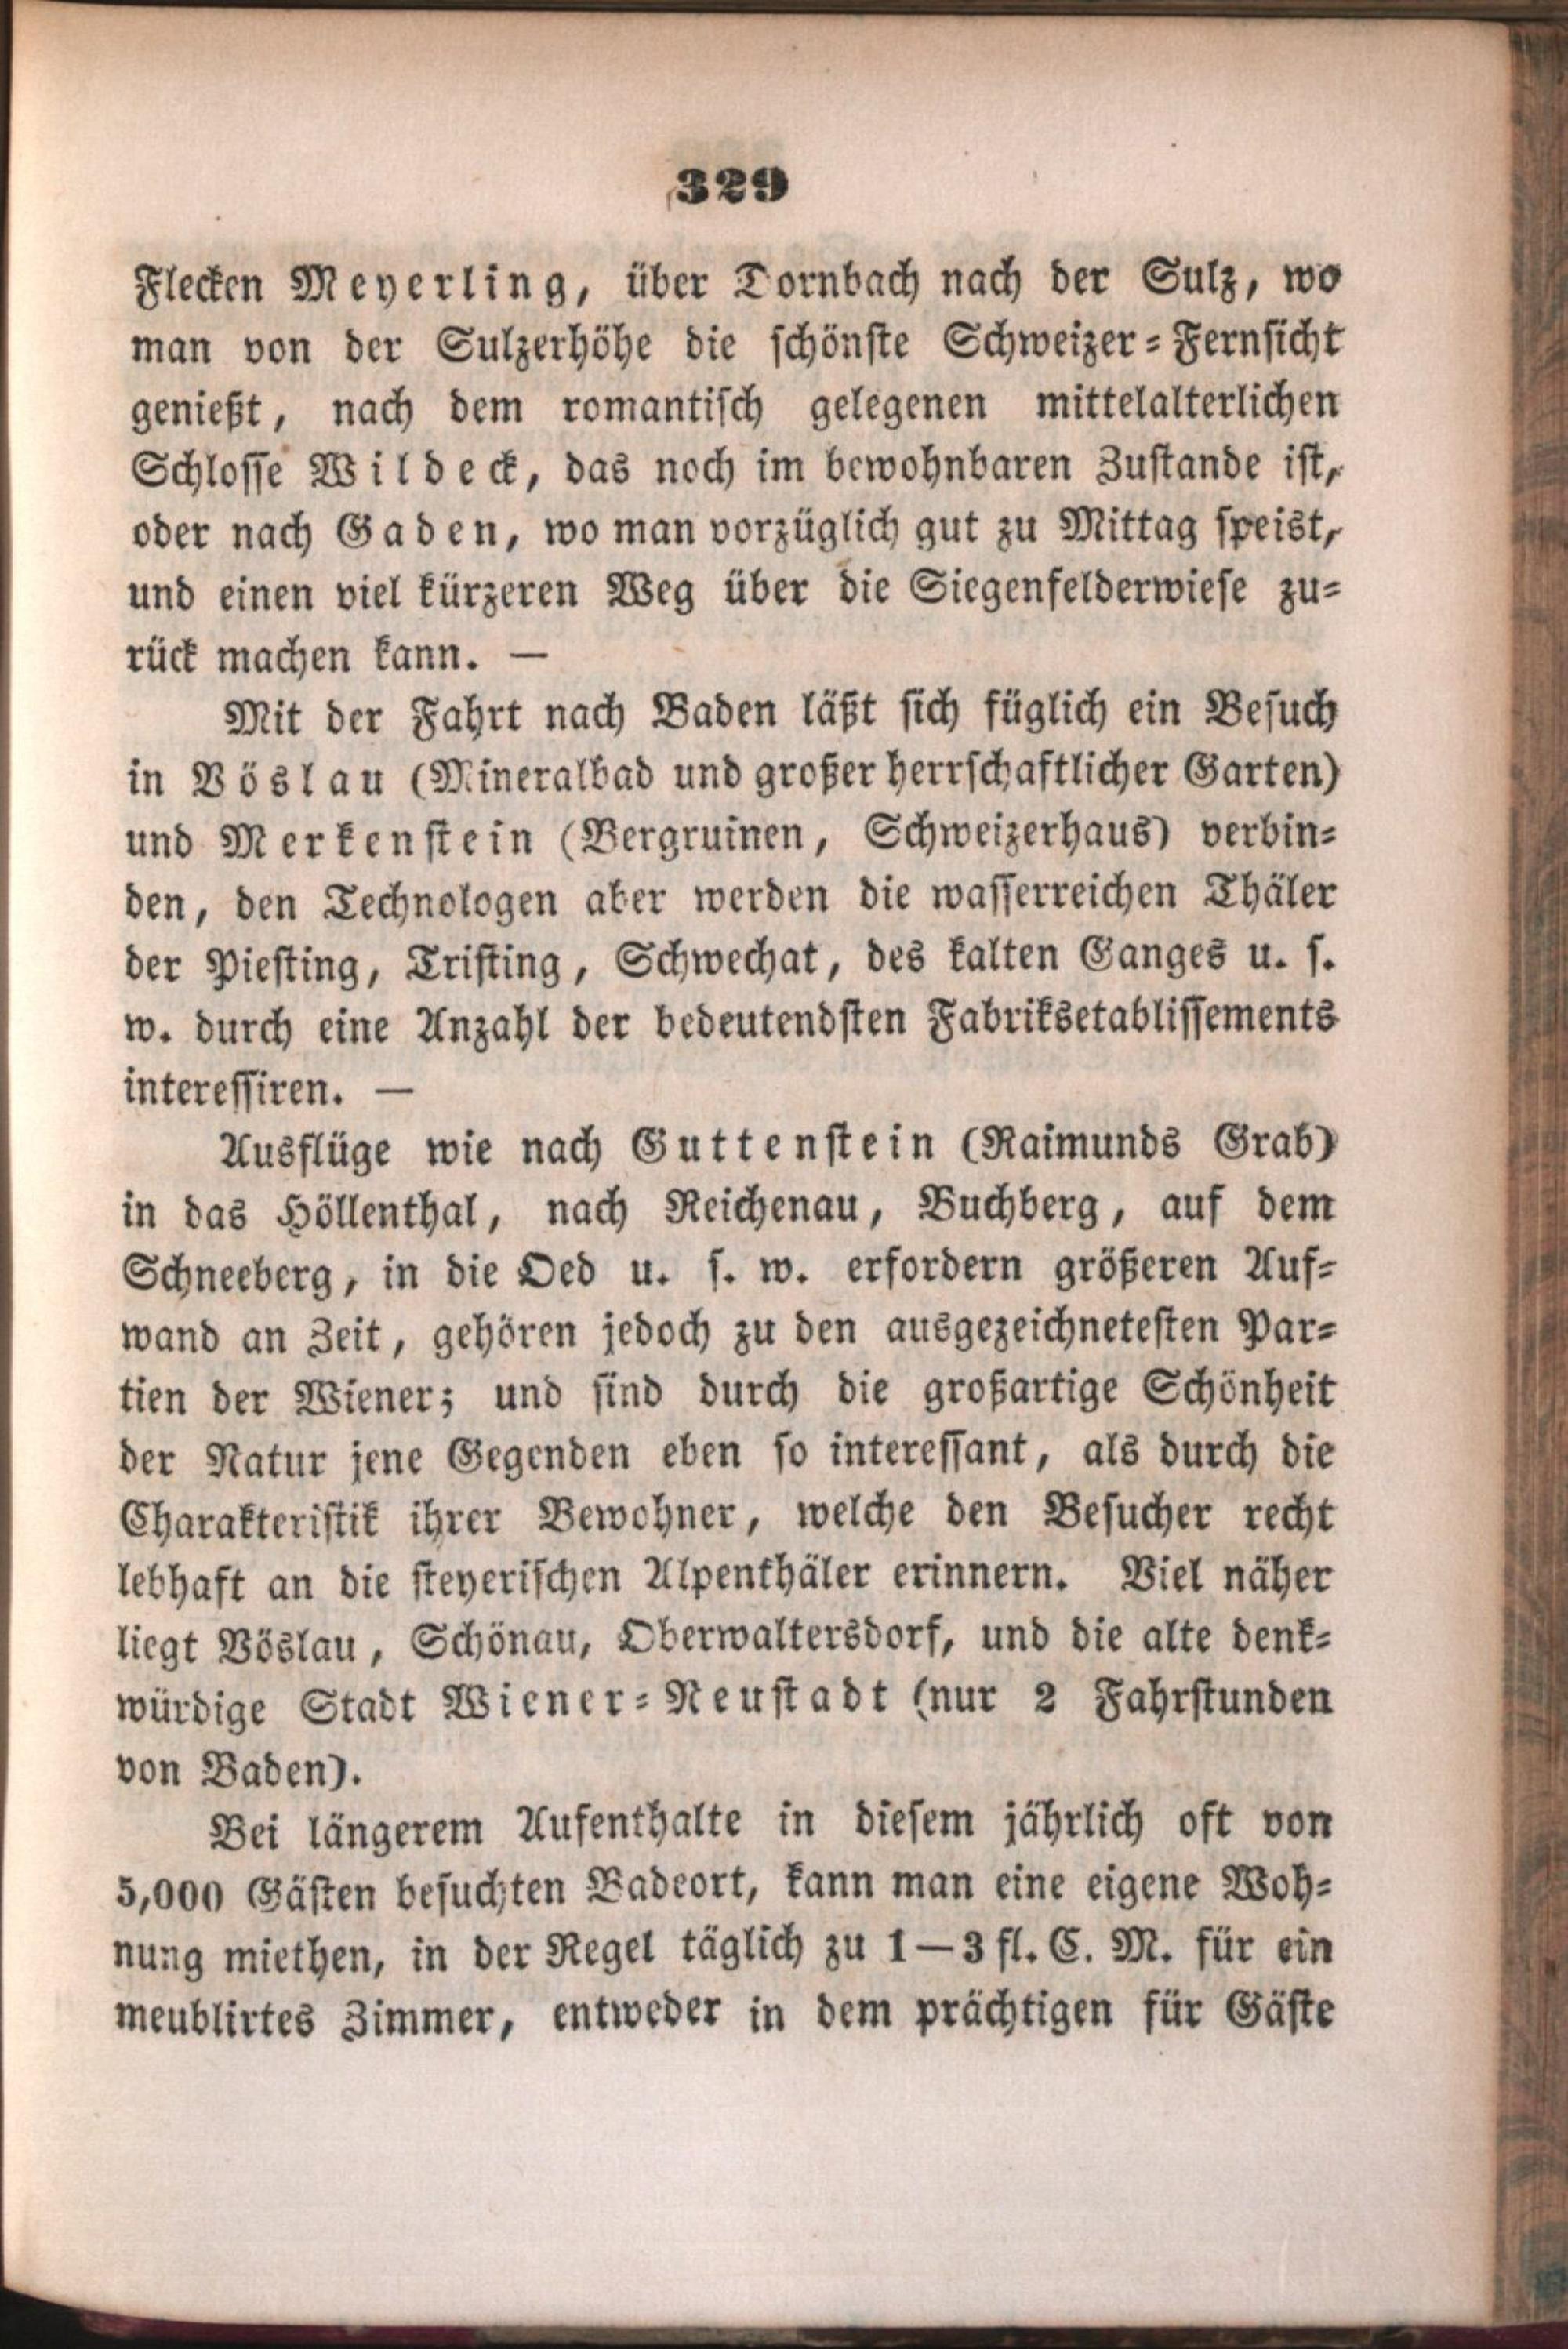 329
Flecken Meyerling, über Dornbach nach der Sulz, wo
man von der Sulzerhöhe die schönste Schweizer-Fernsicht
genießt, nach dem romantisch gelegenen mittelalterlichen
Schlosse Wildeck, das noch im bewohnbaren Zustande ist,
oder nach Gaden, wo man vorzüglich gut zu Mittag speist,
und einen viel kürzeren Weg über die Siegenfelderwiese zu-
rück machen kann. —
Mit der Fahrt nach Baden läßt sich füglich ein Besuch
in Vöslau (Mineralbad und großer herrschaftlicher Garten)
und Merkenstein (Bergruinen, Schweizerhaus) verbin-
den, den Technologen aber werden die wasserreichen Thäler
der Piesting, Tristing, Schwechat, des kalten Ganges u. s.
w. durch eine Anzahl der bedeutendsten Fabriksetablissements
interessiren. —
Ausflüge wie nach Guttenstein (Raimunds Grab)
in das Höllenthal, nach Reichenau, Buchberg, auf dem
Schneeberg, in die Oed u. s. w. erfordern größeren Auf-
wand an Zeit, gehören jedoch zu den ausgezeichnetesten Par-
tien der Wiener; und sind durch die großartige Schönheit
der Natur jene Gegenden eben so interessant, als durch die
Charakteristik ihrer Bewohner, welche den Besucher recht
lebhaft an die steyerischen Alpenthäler erinnern. Viel näher
liegt Vöslau, Schönau, Oberwaltersdorf, und die alte denk-
würdige Stadt Wiener-Neustadt (nur 2 Fahrstunden
von Baden).
Bei längerem Aufenthalte in diesem jährlich oft von
5,000 Gästen besuchten Badeort, kann man eine eigene Woh-
nung miethen, in der Regel täglich zu 1—3 fl. C. M. für ein
meublirtes Zimmer, entweder in dem prächtigen für Gäste